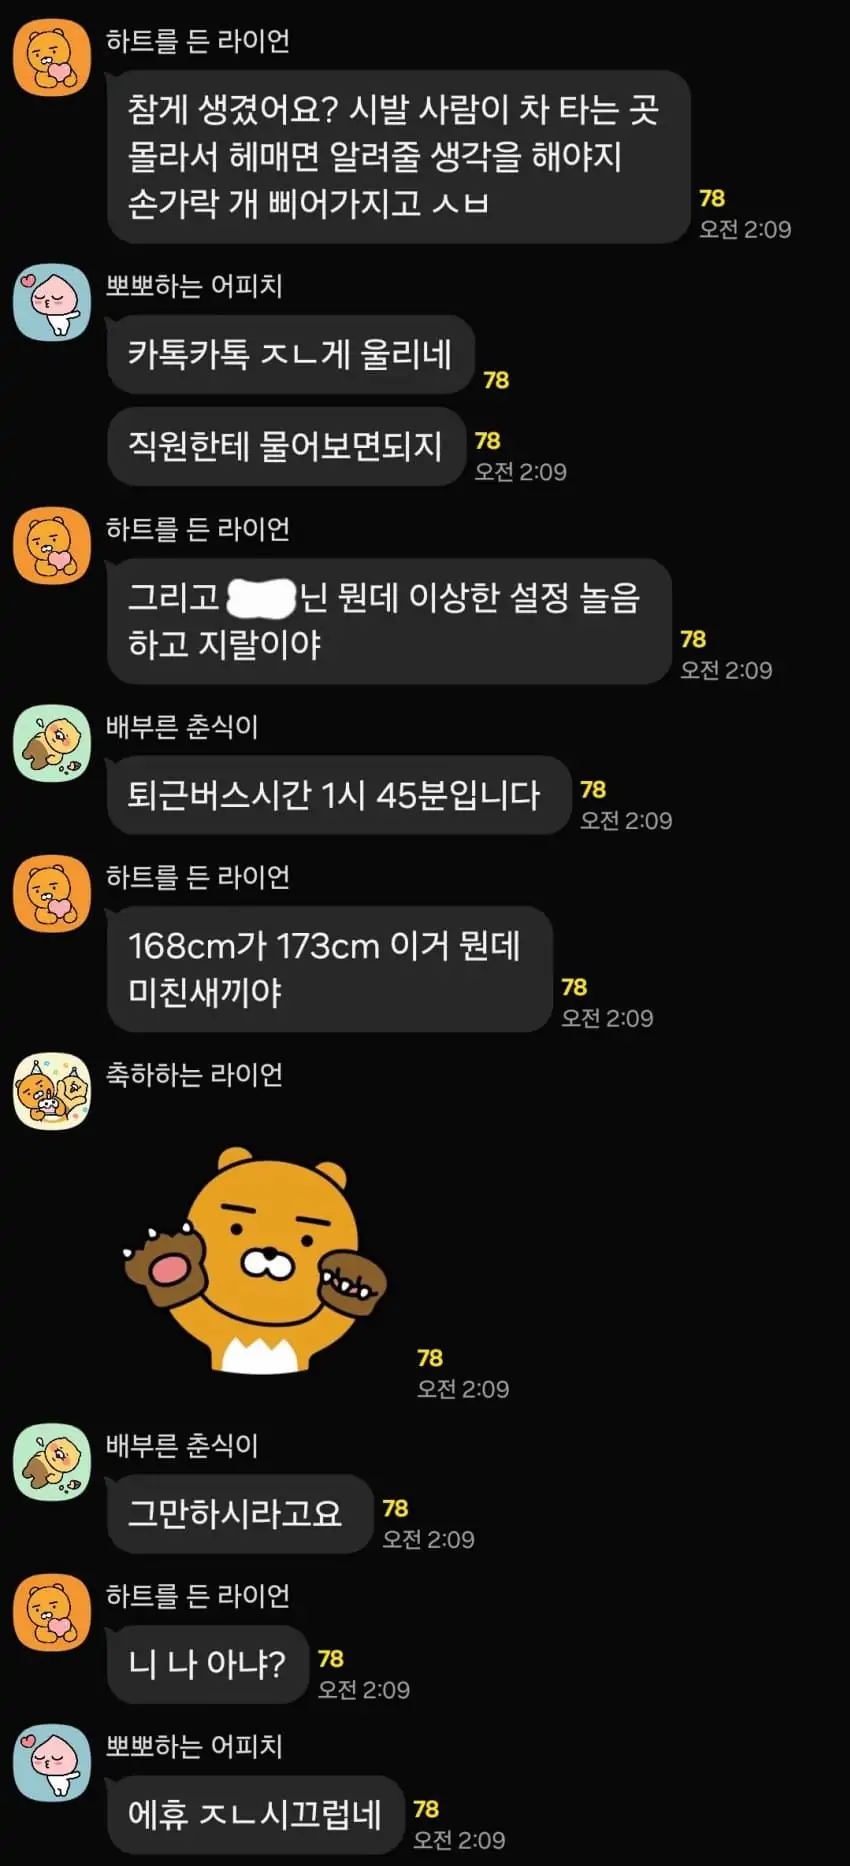 하트를 든 라이언
참게 생겼어요? 시발 사람이 차 타는 곳
몰라서 헤매면 알려줄 생각을 해야지
손가락 개 삐어가지고 ㅅㅂ
78
오전 2:09
뽀뽀하는 어피치
카톡카톡 ㅈㄴ게 울리네
78
직원한테 물어보면되지
78
오전 2:09
하트를 든 라이언
그리고 닌 뭔데 이상한 설정 놀음
하고 지랄이야
78
오전 2:09
배부른 춘식이
퇴근버스시간 1시 45분입니다
78
오전 2:09
하트를 든 라이언
168cm가 173cm 이거 뭔데
미친새끼야
78
오전 2:09
축하하는 라이언
78
오전 2:09
배부른 춘식이
그만하시라고요
78
오전 2:09
하트를 든 라이언
니 나 아냐?
78
오전 2:09
뽀뽀하는 어피치
에휴 ㅈㄴ시끄럽네
78
오전 2:09